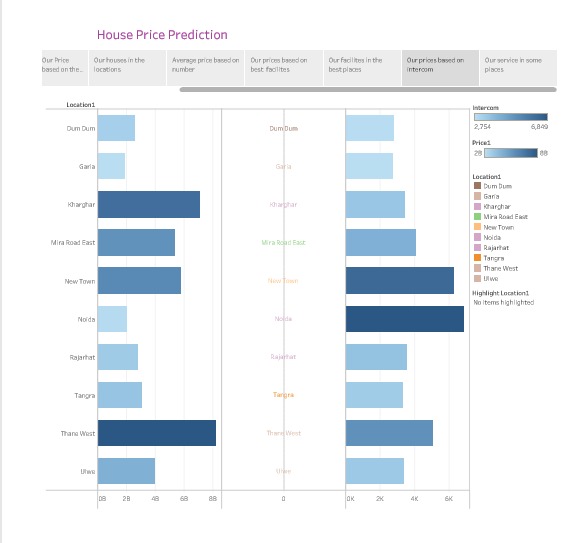 House Price Prediction
Our Price
based on the...
Our houses in the
locations
Average price based on
number
Our prices based on
best facilites
Our facilites in the
best places
Our prices based on
intercom
Our service in some
places
Location1
Dum Dum
Garia
Kharghar
Mira Road East
New Town
Noida
Rajarhat
Tangra
Thane West
Ulwe
0B 2B 4B 6B 8B
Dum Dum
Garia
Kharghar
Mira Road East
New Town
Noida
Rajarhat
Tangra
Thane West
Ulwe
0
0K 2K 4K 6K
Intercom
2,754 6,849
Price1
2B 8B
Location1
Dum Dum
Garia
Kharghar
Mira Road East
New Town
Noida
Rajarhat
Tangra
Thane West
Ulwe
Highlight Location1
No items highlighted